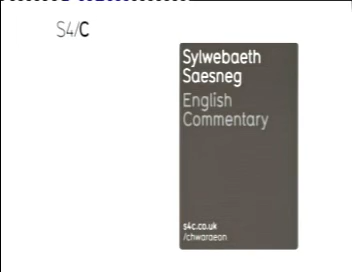 S4/C
Sylwebaeth
Saesneg
English
Commentary
s4c.co.uk
/chwaraeon